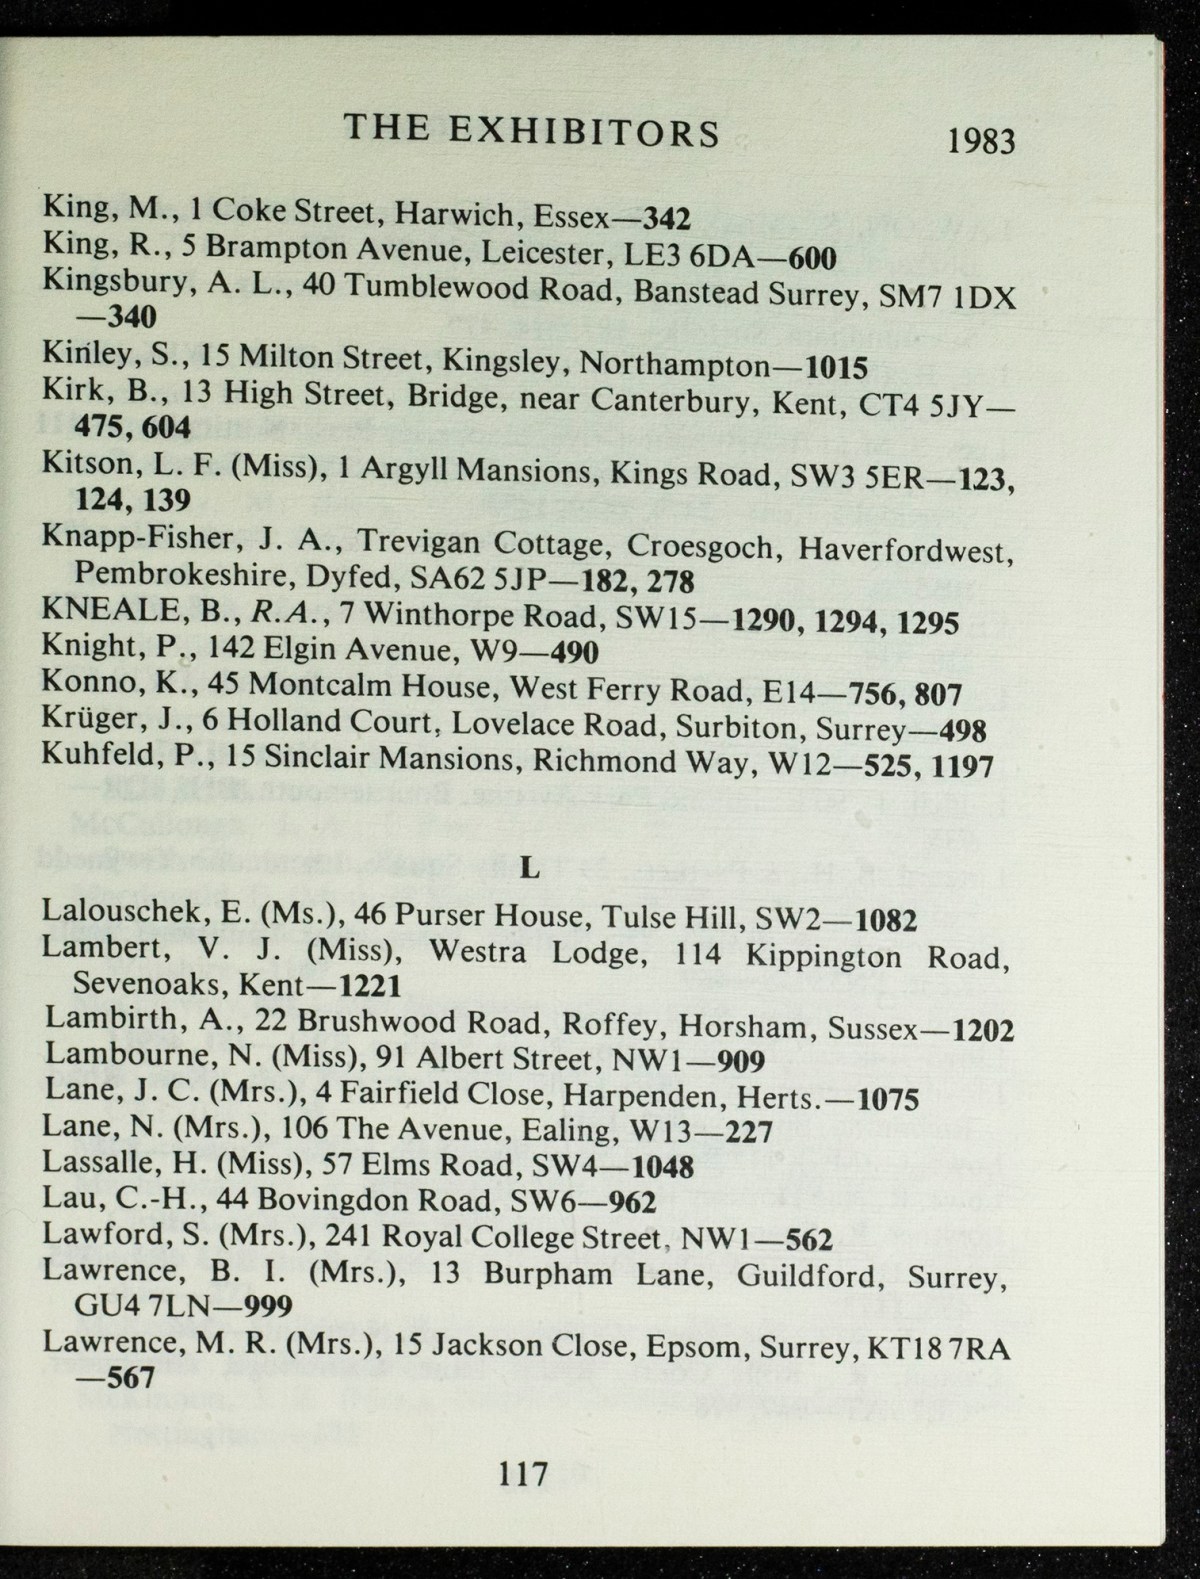 THE EXHIBITORS 1983
King, M., 1 Coke Street, Harwich, Essex—342
King, R., 5 Brampton Avenue, Leicester, LE3 6DA—600
Kingsbury, A. L., 40 Tumblewood Road, Banstead Surrey, SM7 1DX
—340
Kinley, S., 15 Milton Street, Kingsley, Northampton—1015
Kirk, B., 13 High Street, Bridge, near Canterbury, Kent, CT4 5JY—
475, 604
Kitson, L. F. (Miss), 1 Argyll Mansions, Kings Road, SW3 5ER—123,
124, 139
Knapp-Fisher, J. A., Trevigan Cottage, Croesgoch, Haverfordwest,
Pembrokeshire, Dyfed, SA62 5JP—182, 278
KNEALE, B., R.A., 7 Winthorpe Road, SW15—1290, 1294, 1295
Knight, P., 142 Elgin Avenue, W9—490
Konno, K., 45 Montcalm House, West Ferry Road, E14—756, 807
Krüger, J., 6 Holland Court, Lovelace Road, Surbiton, Surrey—498
Kuhfeld, P., 15 Sinclair Mansions, Richmond Way, W12—525, 1197
L
Lalouschek, E. (Ms.), 46 Purser House, Tulse Hill, SW2—1082
Lambert, V. J. (Miss), Westra Lodge, 114 Kippington Road,
Sevenoaks, Kent—1221
Lambirth, A., 22 Brushwood Road, Roffey, Horsham, Sussex—1202
Lambourne, N. (Miss), 91 Albert Street, NW1—909
Lane, J. C. (Mrs.), 4 Fairfield Close, Harpenden, Herts.—1075
Lane, N. (Mrs.), 106 The Avenue, Ealing, W13—227
Lassalle, H. (Miss), 57 Elms Road, SW4—1048
Lau, C.-H., 44 Bovingdon Road, SW6—962
Lawford, S. (Mrs.), 241 Royal College Street, NW1—562
Lawrence, B. I. (Mrs.), 13 Burpham Lane, Guildford, Surrey,
GU4 7LN—999
Lawrence, M. R. (Mrs.), 15 Jackson Close, Epsom, Surrey, KT18 7RA
—567
117